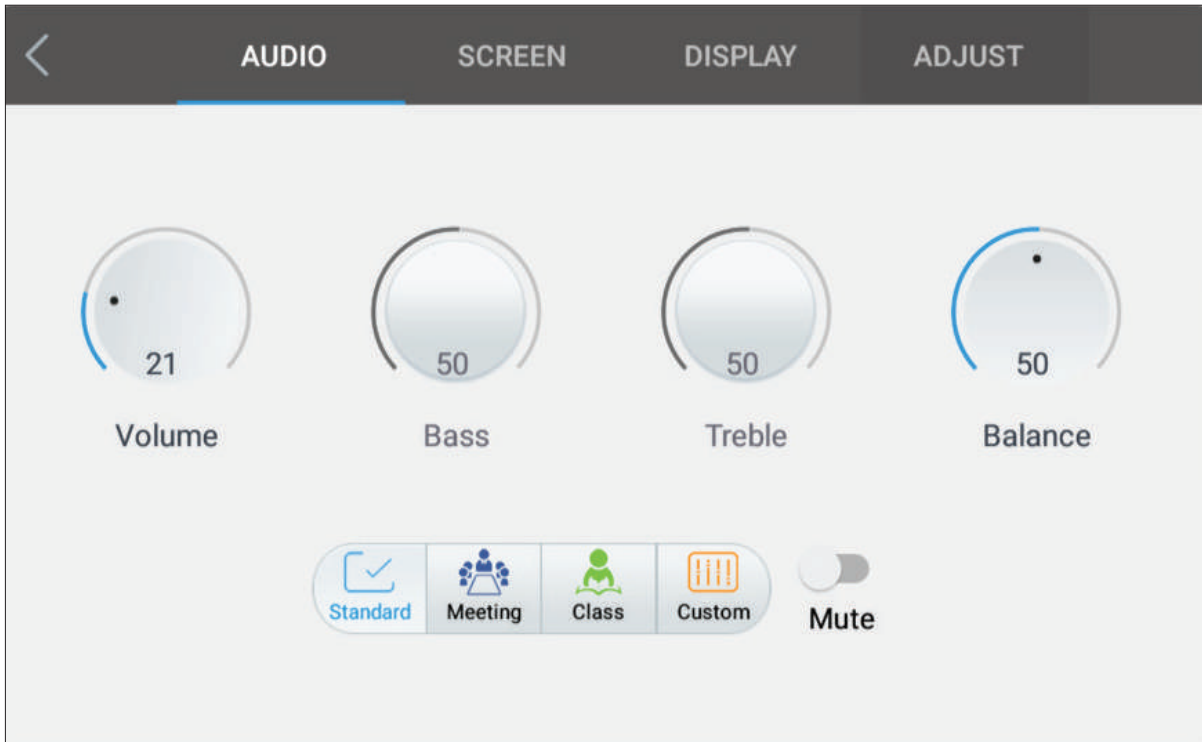 AUDIO SCREEN DISPLAY ADJUST
21 50 50 50
Volume Bass Treble Balance
Standard Meeting Class Custom
Mute